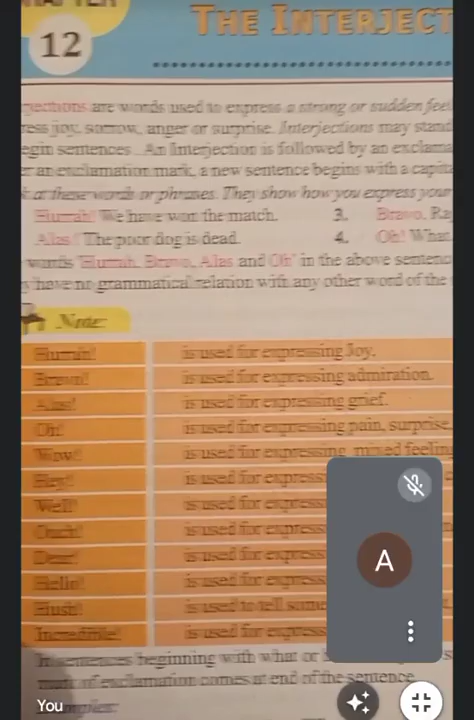 12
THE INTERJECT
are words used to express a strong or sudden feel
ress joy, sorrow, anger or surprise. Interjections may stand
egin sentences. An Interjection is followed by an exclama
er an exclamation mark, a new sentence begins with a capita
at these words or phrases. They show how you express your
Hurrah! We have won the match. 3. Bravo, Ra
Alas! The poor dog is dead. 4. Oh! What
words 'Hurrah, Bravo, Alas and Oh' in the above sentenc
y have no grammatical relation with any other word of the
Note:
Hurrah! is used for expressing Joy.
Bravo! is used for expressing admiration.
Alas! is used for expressing grief.
Oh! is used for expressing pain, surprise,
Wow! is used for expressing mixed feeling
Hey! is used for express
Well! is used for express
Ouch! is used for express
Dear! is used for express
Hello! is used for express
Hush! is used to tell some
Incredible! is used for express
In sentences beginning with what or
mark of exclamation comes at end of the sentence
A
You